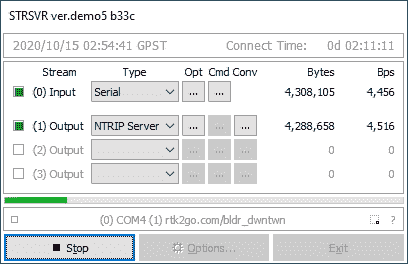 STRSVR ver.demo5 b33c
2020/10/15 02:54:41 GPST Connect Time: 0d 02:11:11
Stream Type Opt Cmd Conv Bytes Bps
(0) Input Serial ... ... 4,308,105 4,456
(1) Output NTRIP Server ... ... ... 4,288,658 4,516
(2) Output ... ... ... 0 0
(3) Output ... ... ... 0 0
(0) COM4 (1) rtk2go.com/bldr_dwntwn ?
Stop Options... Exit